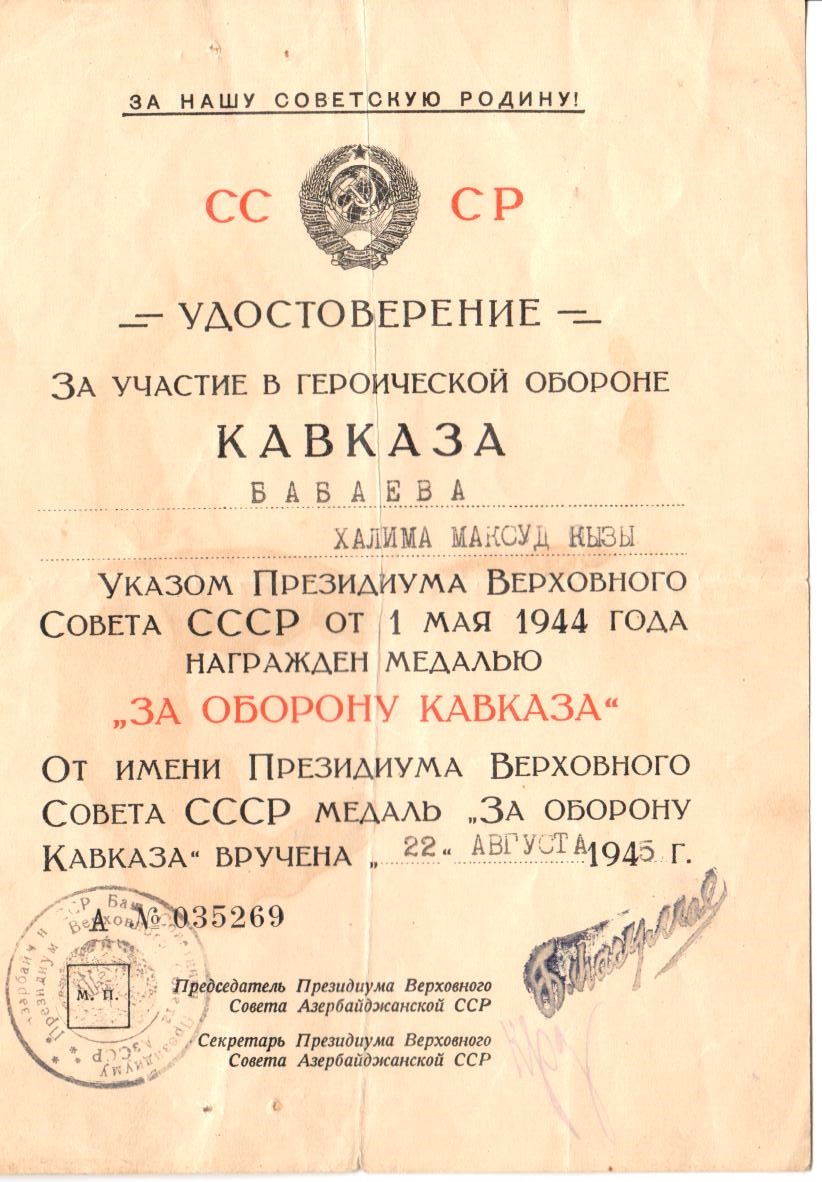 ЗА НАШУ СОВЕТСКУЮ РОДИНУ!
СС СР
УДОСТОВЕРЕНИЕ
ЗА УЧАСТИЕ В ГЕРОИЧЕСКОЙ ОБОРОНЕ
КАВКАЗА
БАБАЕВА
ХАЛИМА МАКСУД КЫЗЫ
УКАЗОМ ПРЕЗИДИУМА ВЕРХОВНОГО
СОВЕТА СССР ОТ 1 МАЯ 1944 ГОДА
НАГРАЖДЕН МЕДАЛЬЮ
„ЗА ОБОРОНУ КАВКАЗА“
ОТ ИМЕНИ ПРЕЗИДИУМА ВЕРХОВНОГО
СОВЕТА СССР МЕДАЛЬ „ЗА ОБОРОНУ
КАВКАЗА“ ВРУЧЕНА „22“ АВГУСТА 1945 Г.
А № 035269
м. п.
Председатель Президиума Верховного
Совета Азербайджанской ССР
Секретарь Президиума Верховного
Совета Азербайджанской ССР